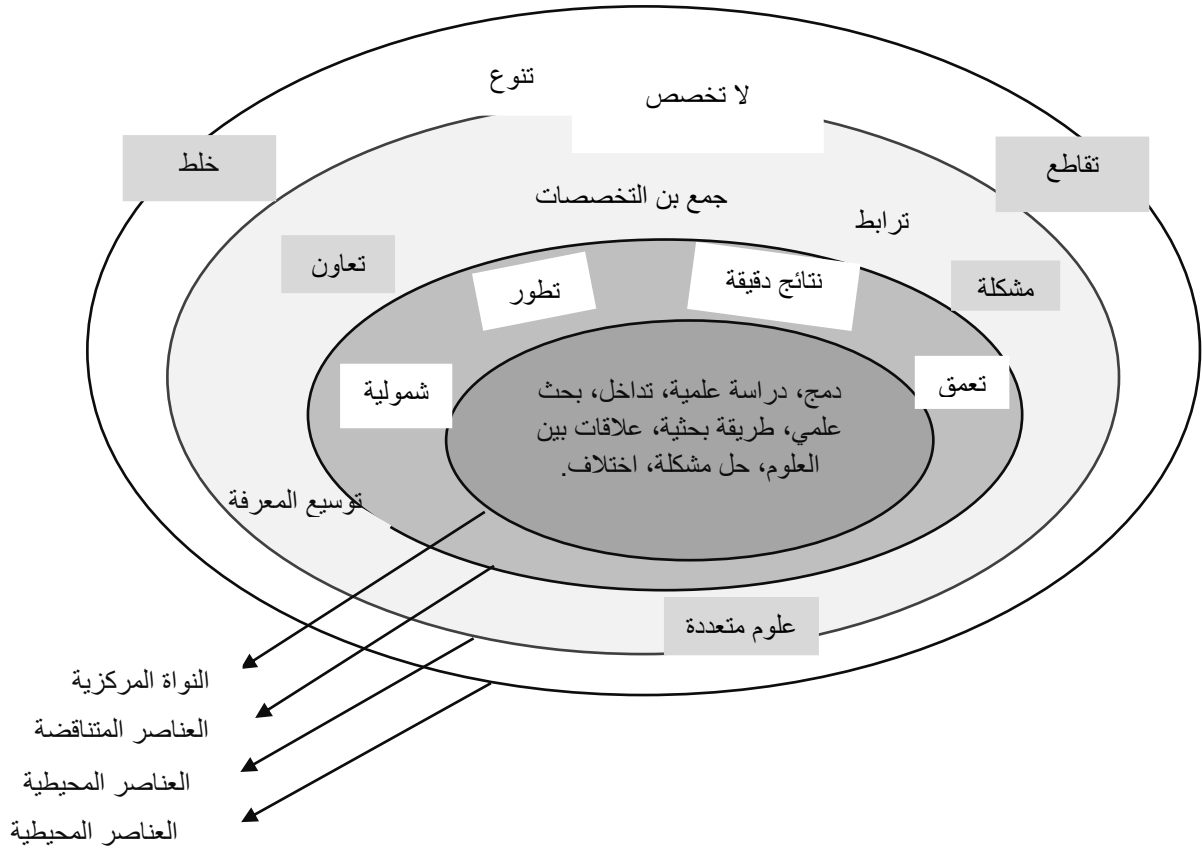 تنوع
لا تخصص
تقاطع
خلط
جمع بن التخصصات
ترابط
تعاون
مشكلة
نتائج دقيقة
تطور
تعمق
شمولية
دمج، دراسة علمية، تداخل، بحث
علمي، طريقة بحثية، علاقات بين
العلوم، حل مشكلة، اختلاف.
توسيع المعرفة
علوم متعددة
النواة المركزية
العناصر المتناقضة
العناصر المحيطية
العناصر المحيطية